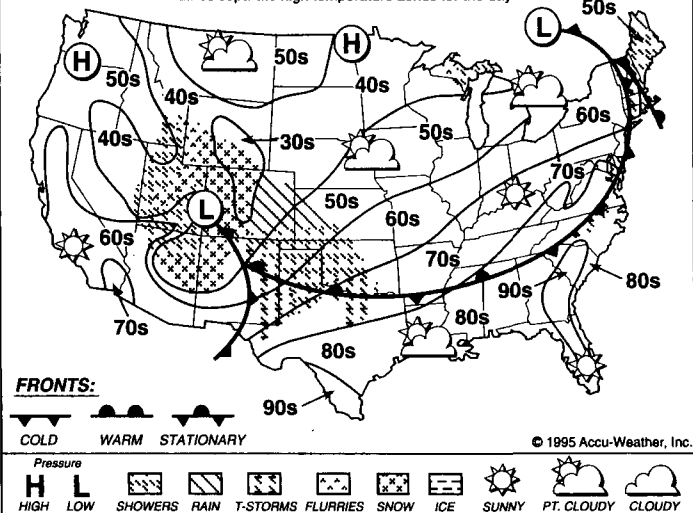 50s
L
H
H
50s
50s
40s
40s
40s
30s
50s
60s
70s
L
50s
60s
60s
70s
70s
90s
80s
80s
80s
90s
FRONTS:
COLD WARM STATIONARY
© 1995 Accu-Weather, Inc.
Pressure
H L
HIGH LOW SHOWERS RAIN T-STORMS FLURRIES SNOW ICE SUNNY PT. CLOUDY CLOUDY